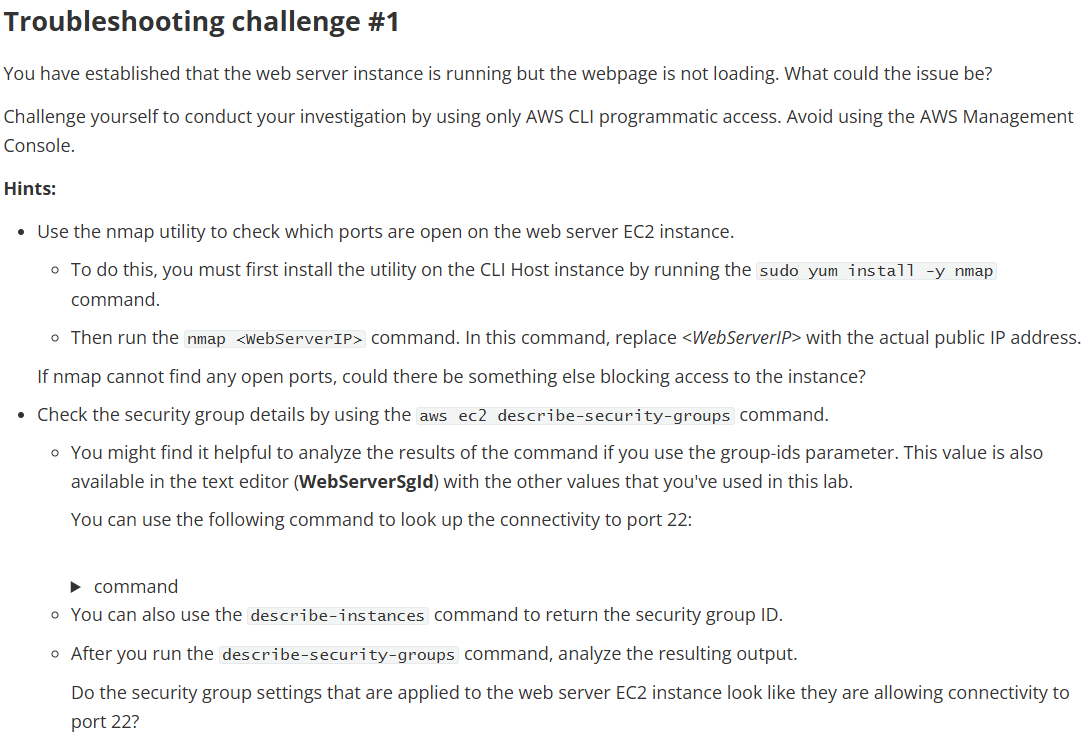 Troubleshooting challenge #1
You have established that the web server instance is running but the webpage is not loading. What could the issue be?
Challenge yourself to conduct your investigation by using only AWS CLI programmatic access. Avoid using the AWS Management
Console.
Hints:
Use the nmap utility to check which ports are open on the web server EC2 instance.
To do this, you must first install the utility on the CLI Host instance by running the sudo yum install -y nmap
command.
Then run the nmap <WebServerIP> command. In this command, replace <WebServerIP> with the actual public IP address.
If nmap cannot find any open ports, could there be something else blocking access to the instance?
Check the security group details by using the aws ec2 describe-security-groups command.
You might find it helpful to analyze the results of the command if you use the group-ids parameter. This value is also
available in the text editor (WebServerSgId) with the other values that you've used in this lab.
You can use the following command to look up the connectivity to port 22:
command
You can also use the describe-instances command to return the security group ID.
After you run the describe-security-groups command, analyze the resulting output.
Do the security group settings that are applied to the web server EC2 instance look like they are allowing connectivity to
port 22?